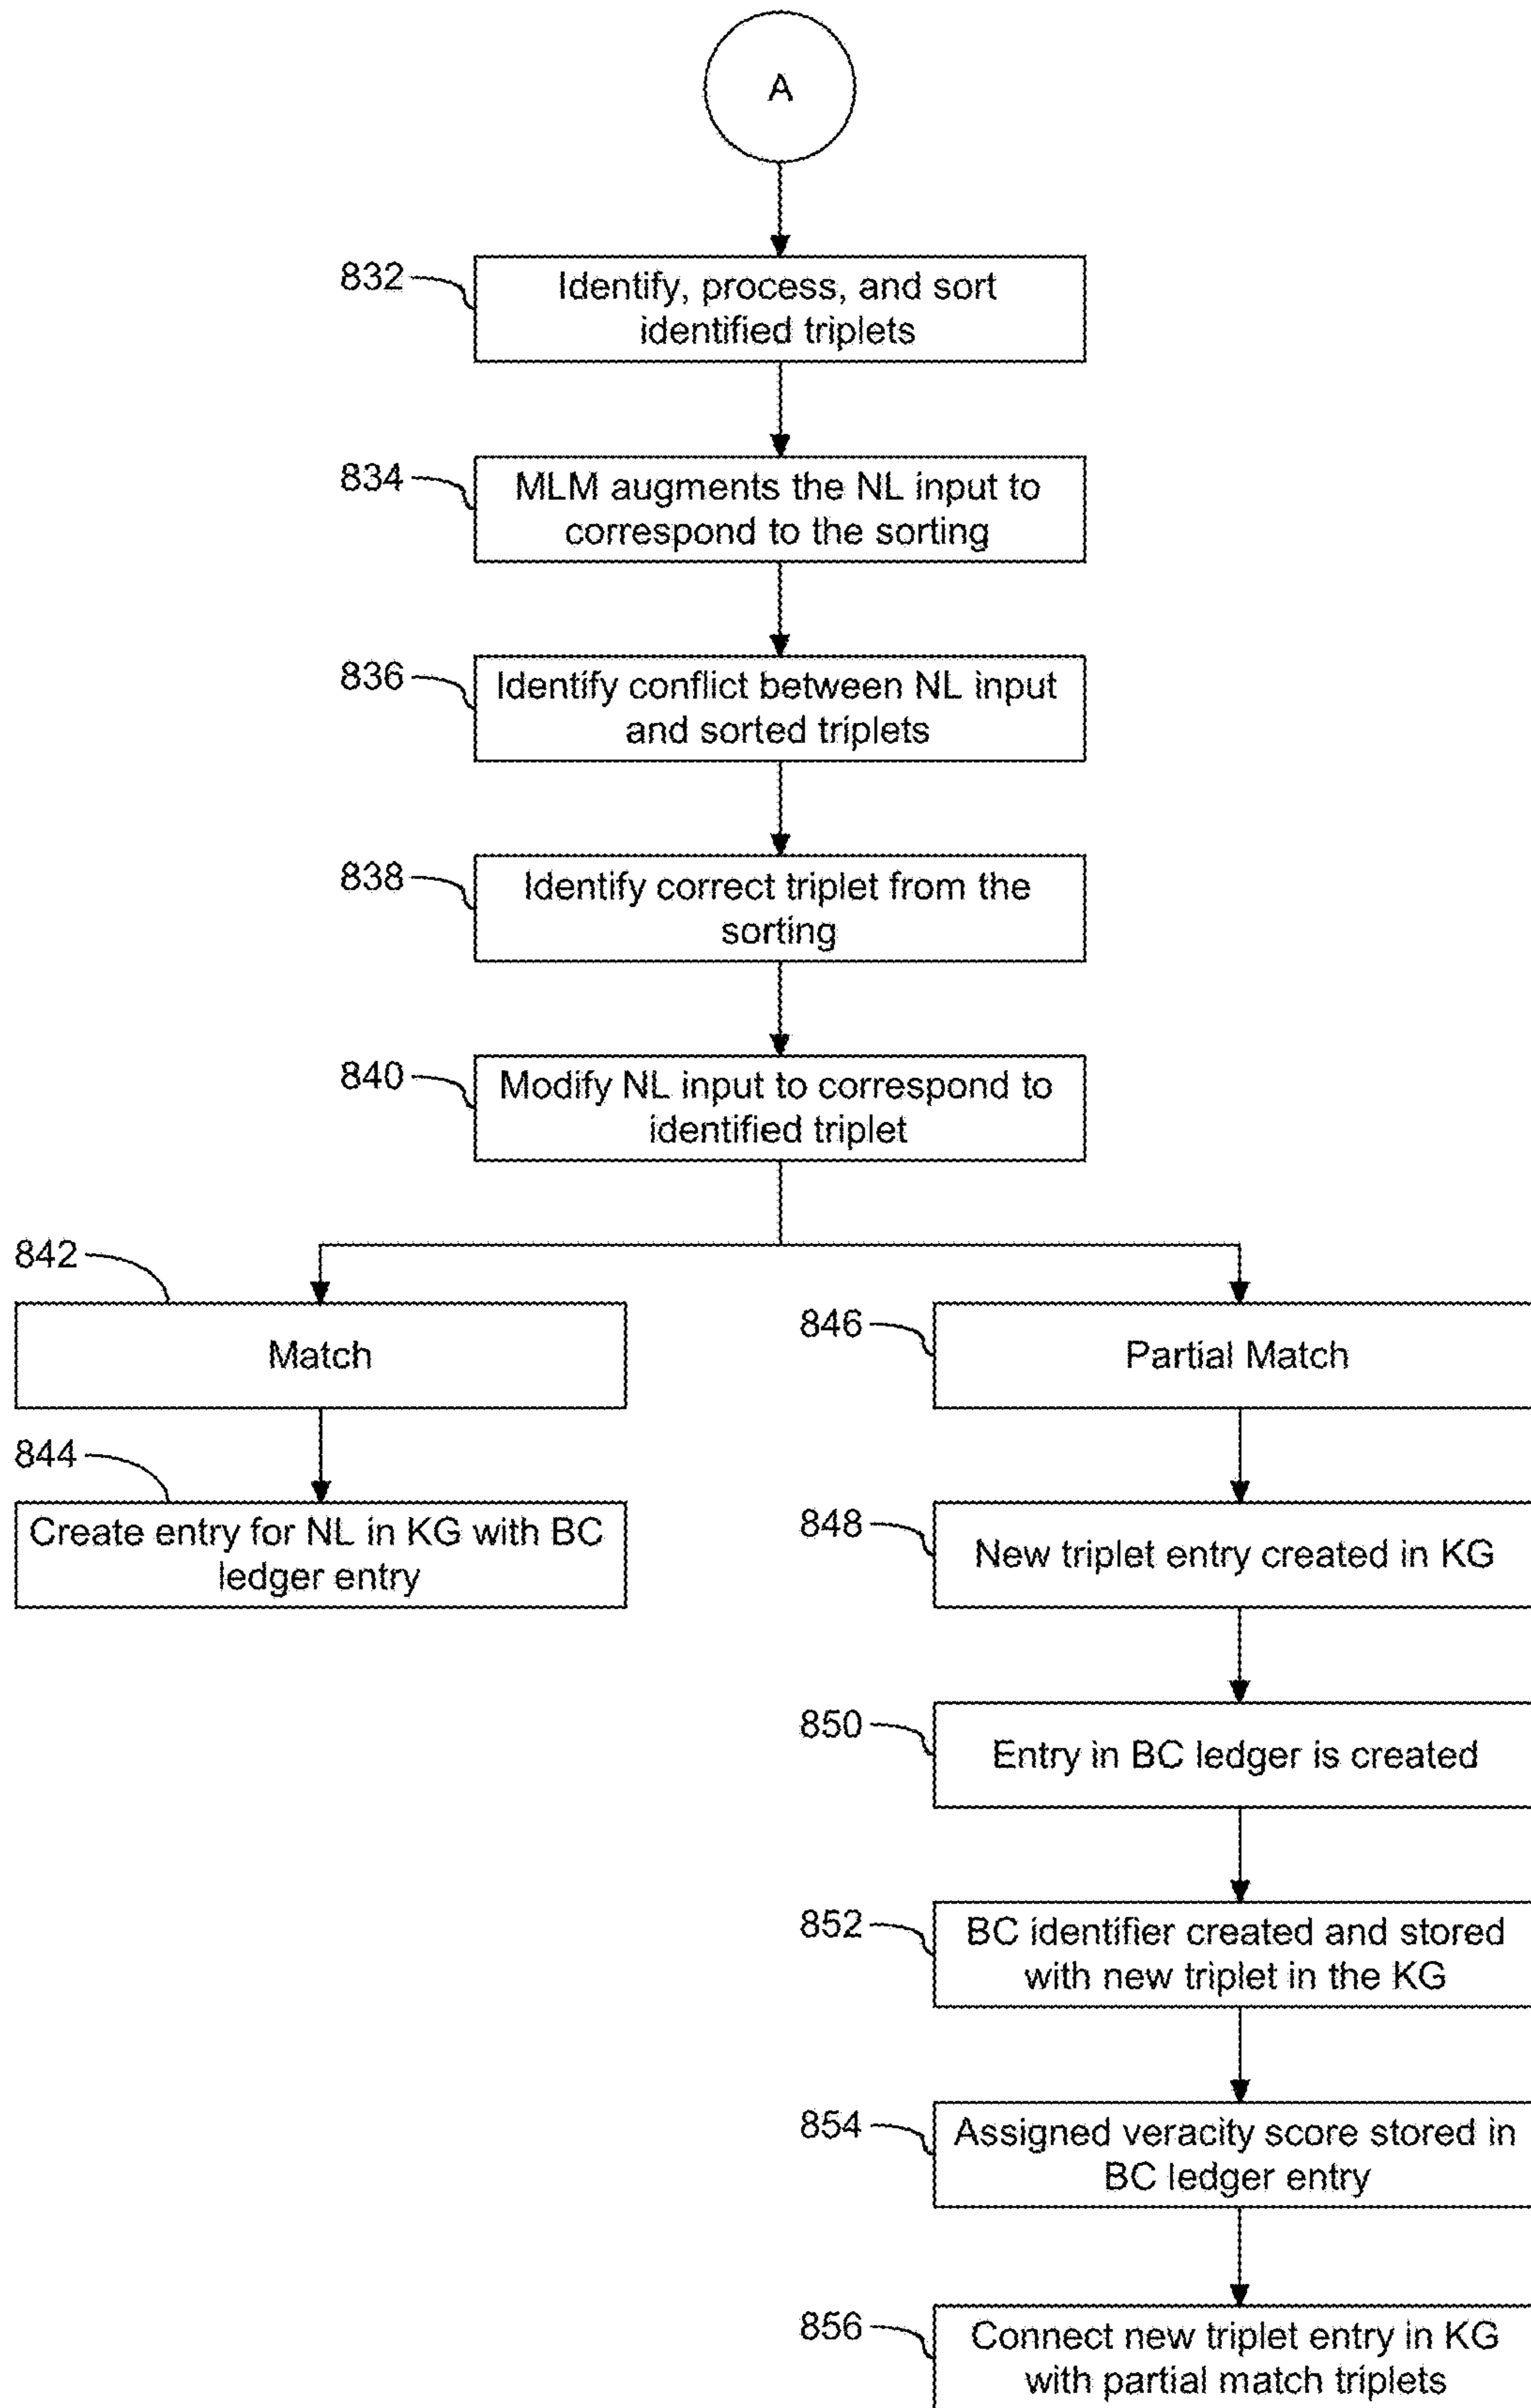 A
832
Identify, process, and sort
identified triplets
834
MLM augments the NL input to
correspond to the sorting
836
Identify conflict between NL input
and sorted triplets
838
Identify correct triplet from the
sorting
840
Modify NL input to correspond to
identified triplet
842
Match
844
Create entry for NL in KG with BC
ledger entry
846
Partial Match
848
New triplet entry created in KG
850
Entry in BC ledger is created
852
BC identifier created and stored
with new triplet in the KG
854
Assigned veracity score stored in
BC ledger entry
856
Connect new triplet entry in KG
with partial match triplets